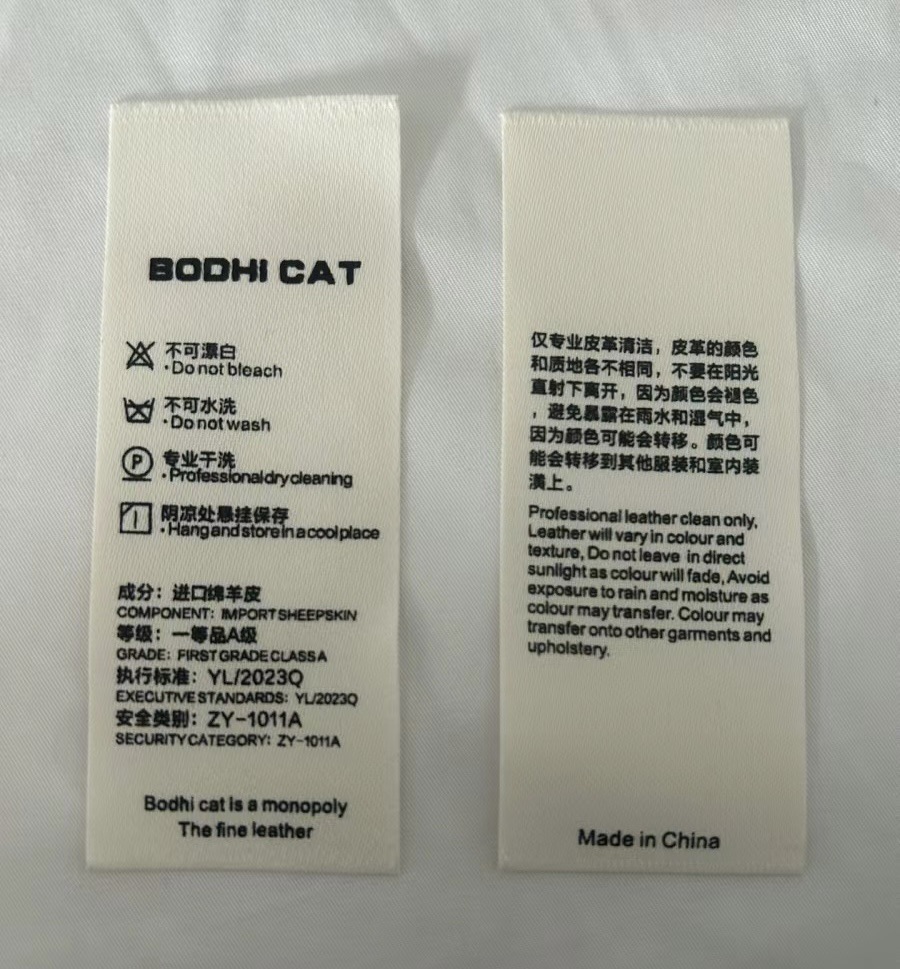 BODHI CAT
不可漂白
·Do not bleach
不可水洗
·Do not wash
P
专业干洗
·Professional dry cleaning
阴凉处悬挂保存
·Hang and store in a cool place
成分：进口绵羊皮
COMPONENT: IMPORT SHEEPSKIN
等级：一等品A级
GRADE: FIRST GRADE CLASS A
执行标准：YL/2023Q
EXECUTIVE STANDARDS: YL/2023Q
安全类别：ZY-1011A
SECURITY CATEGORY: ZY-1011A
Bodhi cat is a monopoly
The fine leather
仅专业皮革清洁，皮革的颜色
和质地各不相同，不要在阳光
直射下离开，因为颜色会褪色
，避免暴露在雨水和湿气中，
因为颜色可能会转移。颜色可
能会转移到其他服装和室内装
潢上。
Professional leather clean only,
Leather will vary in colour and
texture, Do not leave in direct
sunlight as colour will fade, Avoid
exposure to rain and moisture as
colour may transfer. Colour may
transfer onto other garments and
upholstery.
Made in China